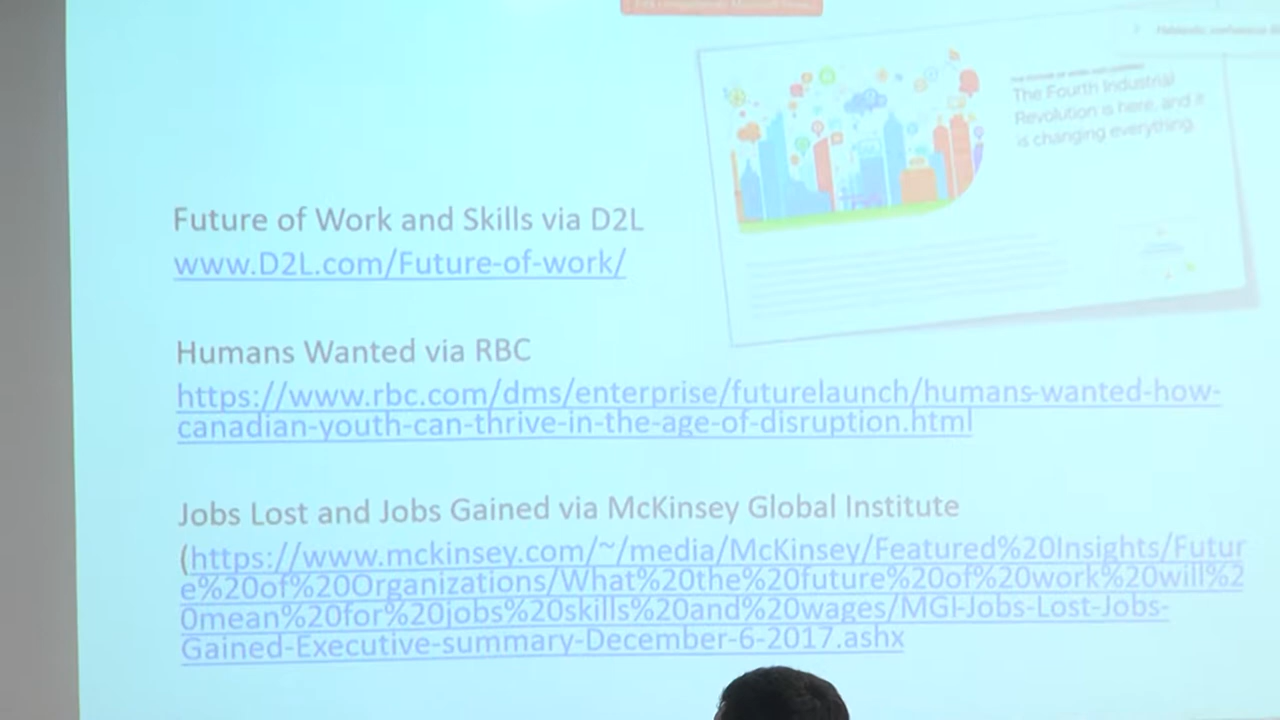 The Fourth Industrial
Revolution is here, and it
is changing everything.
Future of Work and Skills via D2L
www.D2L.com/Future-of-work/
Humans Wanted via RBC
https://www.rbc.com/dms/enterprise/futurelaunch/humans-wanted-how-
canadian-youth-can-thrive-in-the-age-of-disruption.html
Jobs Lost and Jobs Gained via McKinsey Global Institute
(https://www.mckinsey.com/~/media/McKinsey/Featured%20Insights/Futur
e%20of%20Organizations/What%20the%20future%20of%20work%20will%2
0mean%20for%20jobs%20skills%20and%20wages/MGI-Jobs-Lost-Jobs-
Gained-Executive-summary-December-6-2017.ashx